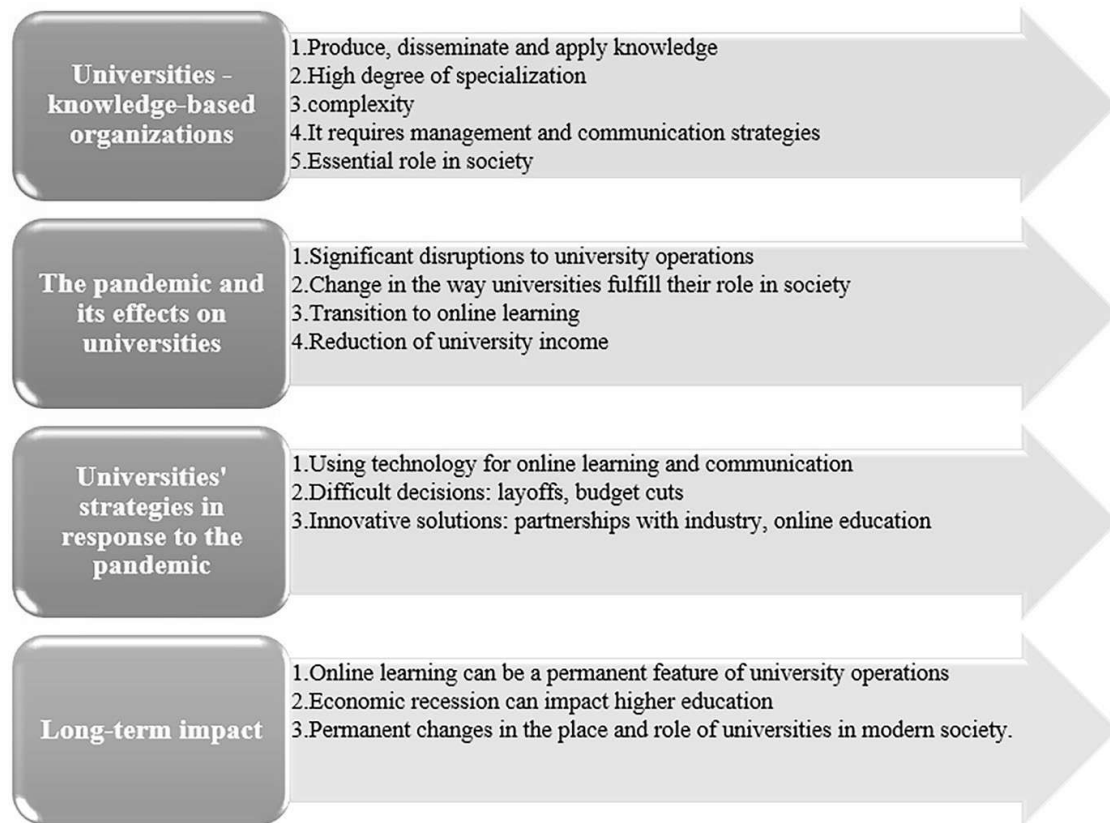 Universities -
knowledge-based
organizations
1.Produce, disseminate and apply knowledge
2.High degree of specialization
3.complexity
4.It requires management and communication strategies
5.Essential role in society
The pandemic and
its effects on
universities
1.Significant disruptions to university operations
2.Change in the way universities fulfill their role in society
3.Transition to online learning
4.Reduction of university income
Universities'
strategies in
response to the
pandemic
1.Using technology for online learning and communication
2.Difficult decisions: layoffs, budget cuts
3.Innovative solutions: partnerships with industry, online education
Long-term impact
1.Online learning can be a permanent feature of university operations
2.Economic recession can impact higher education
3.Permanent changes in the place and role of universities in modern society.